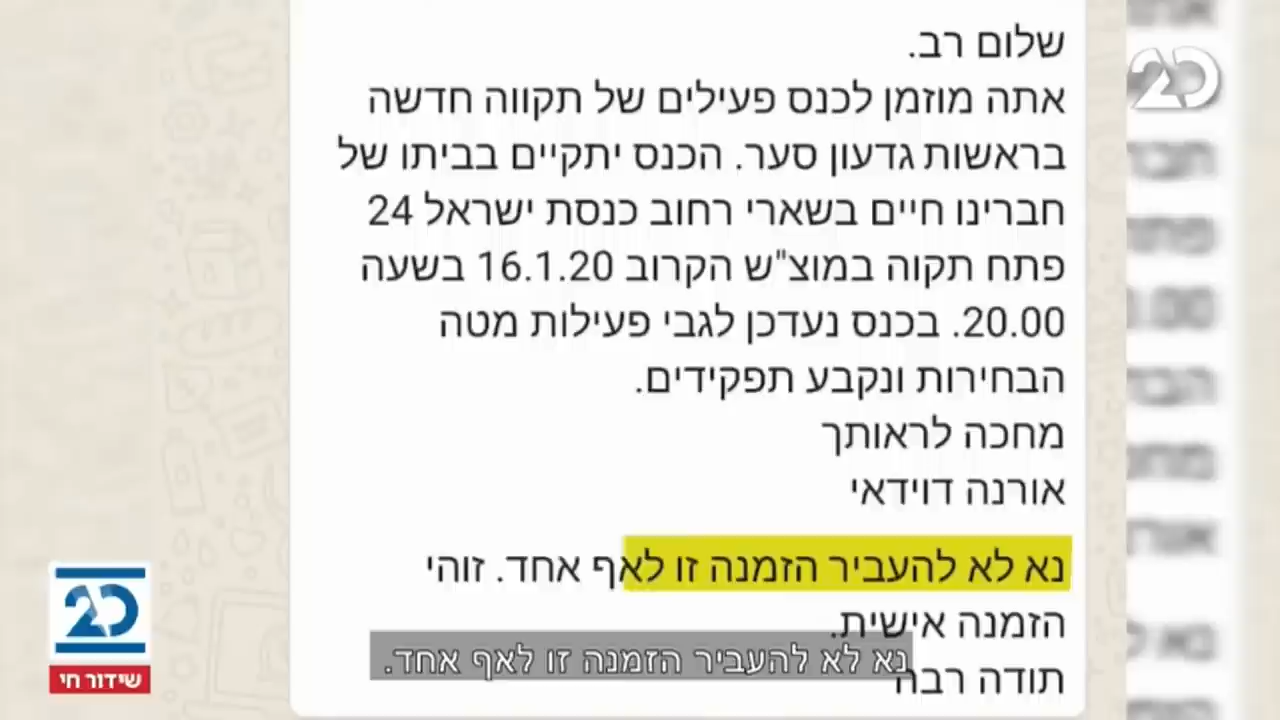 שלום רב.
אתה מוזמן לכנס פעילים של תקווה חדשה
בראשות גדעון סער. הכנס יתקיים בביתו של
חברינו חיים בשארי רחוב כנסת ישראל 24
פתח תקוה במוצ"ש הקרוב 16.1.20 בשעה
20.00. בכנס נעדכן לגבי פעילות מטה
הבחירות ונקבע תפקידים.
מחכה לראותך
אורנה דוידאי
נא לא להעביר הזמנה זו לאף אחד. זוהי
הזמנה אישית.
תודה רבה
נא לא להעביר הזמנה זו לאף אחד.
20
20
שידור חי